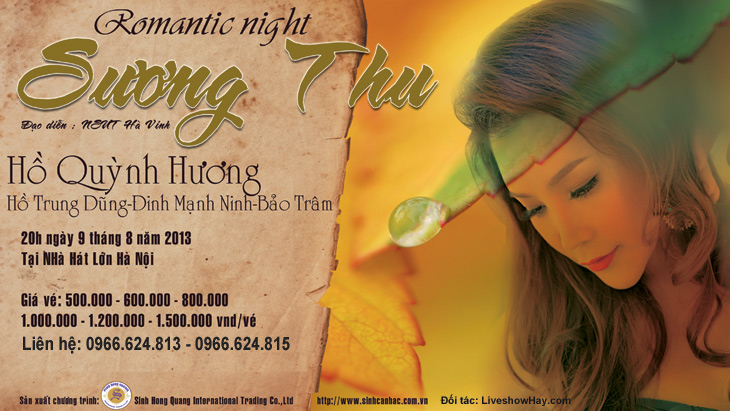 Romantic night
Sương Thu
Đạo diễn : NSƯT Hà Vinh
Hồ Quỳnh Hương
Hồ Trung Dũng-Đinh Mạnh Ninh-Bảo Trâm
20h ngày 9 tháng 8 năm 2013
Tại NHà Hát Lớn Hà Nội
Giá vé: 500.000 - 600.000 - 800.000
1.000.000 - 1.200.000 - 1.500.000 vnd/vé
Liên hệ: 0966.624.813 - 0966.624.815
Sản xuất chương trình: Sinh Hong Quang International Trading Co.,Ltd http://www.sinhcanhac.com.vn Đối tác: LiveshowHay.com